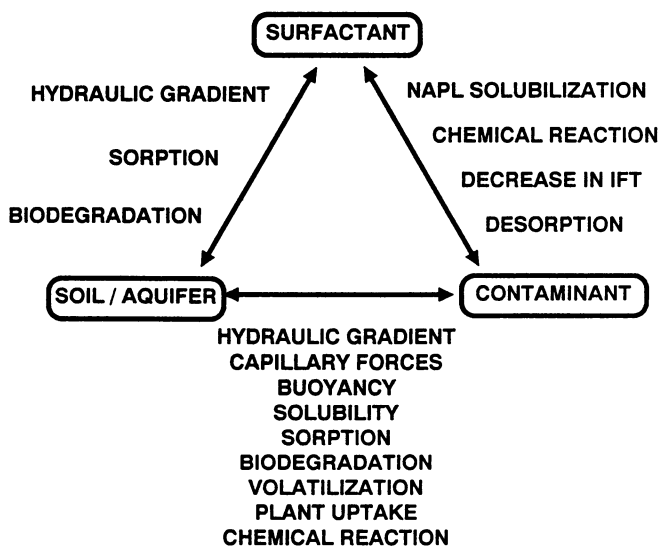 SURFACTANT
HYDRAULIC GRADIENT
SORPTION
BIODEGRADATION
NAPL SOLUBILIZATION
CHEMICAL REACTION
DECREASE IN IFT
DESORPTION
SOIL / AQUIFER
CONTAMINANT
HYDRAULIC GRADIENT
CAPILLARY FORCES
BUOYANCY
SOLUBILITY
SORPTION
BIODEGRADATION
VOLATILIZATION
PLANT UPTAKE
CHEMICAL REACTION